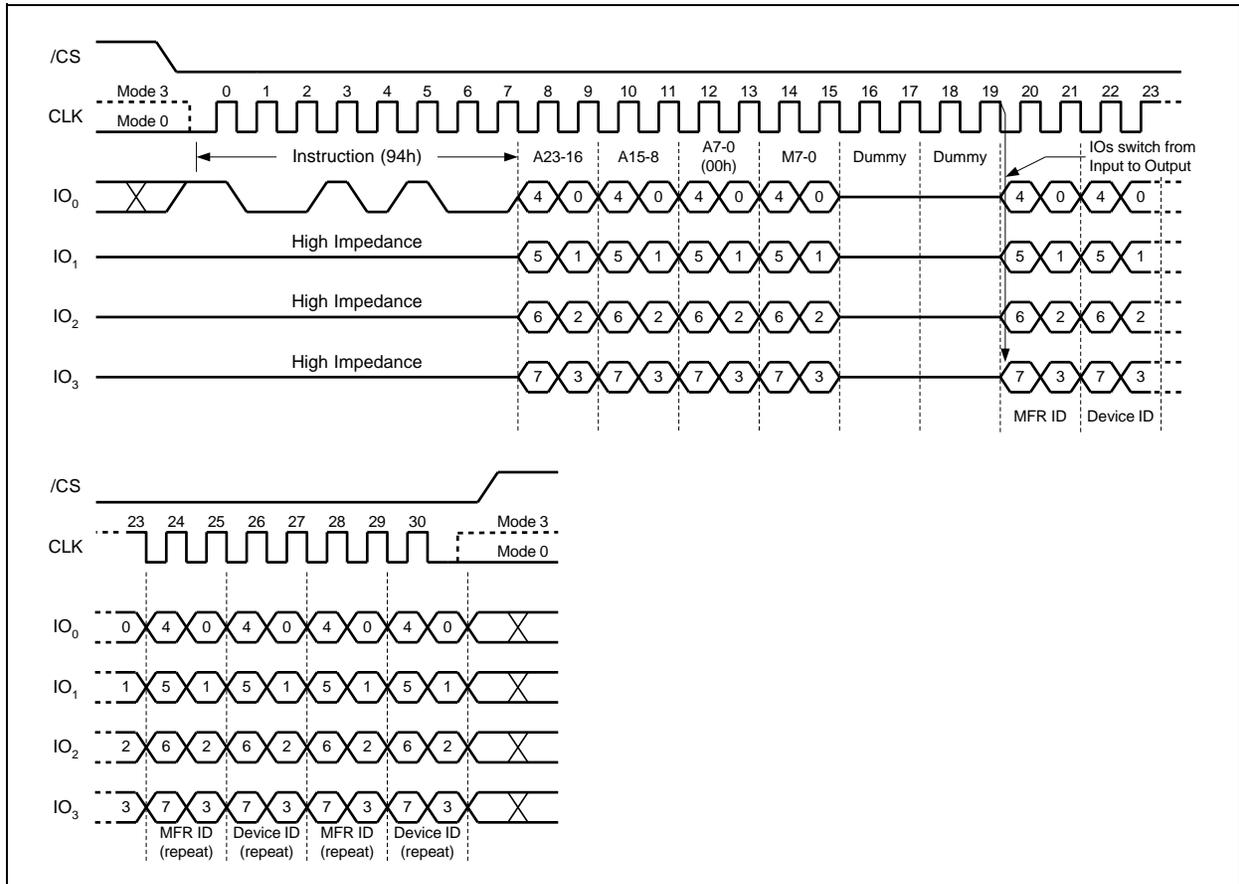 /CS
Mode 3
0 1 2 3 4 5 6 7 8 9 10 11 12 13 14 15 16 17 18 19 20 21 22 23
CLK
Mode 0
Instruction (94h)
A23-16
A15-8
A7-0
(00h)
M7-0
Dummy
Dummy
IOs switch from
Input to Output
IO0 4 0 4 0 4 0 4 0 4 0 4 0
High Impedance
IO1 5 1 5 1 5 1 5 1 5 1 5 1
High Impedance
IO2 6 2 6 2 6 2 6 2 6 2 6 2
High Impedance
IO3 7 3 7 3 7 3 7 3 7 3 7 3
MFR ID Device ID
/CS
23 24 25 26 27 28 29 30
Mode 3
CLK
Mode 0
IO0 0 4 0 4 0 4 0 4 0
IO1 1 5 1 5 1 5 1 5 1
IO2 2 6 2 6 2 6 2 6 2
IO3 3 7 3 7 3 7 3 7 3
MFR ID
(repeat)
Device ID
(repeat)
MFR ID
(repeat)
Device ID
(repeat)